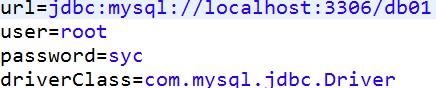 url=jdbc:mysql://localhost:3306/db01
user=root
password=syc
driverClass=com.mysql.jdbc.Driver